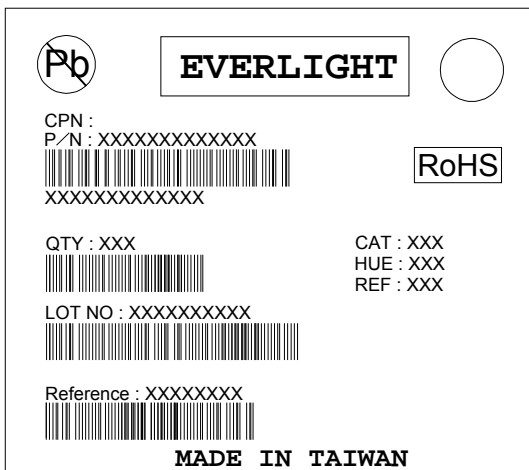 Pb
EVERLIGHT
CPN :
P/N : XXXXXXXXXXXXX
RoHS
XXXXXXXXXXXXX
QTY : XXX
CAT : XXX
HUE : XXX
REF : XXX
LOT NO : XXXXXXXXXX
Reference : XXXXXXXX
MADE IN TAIWAN